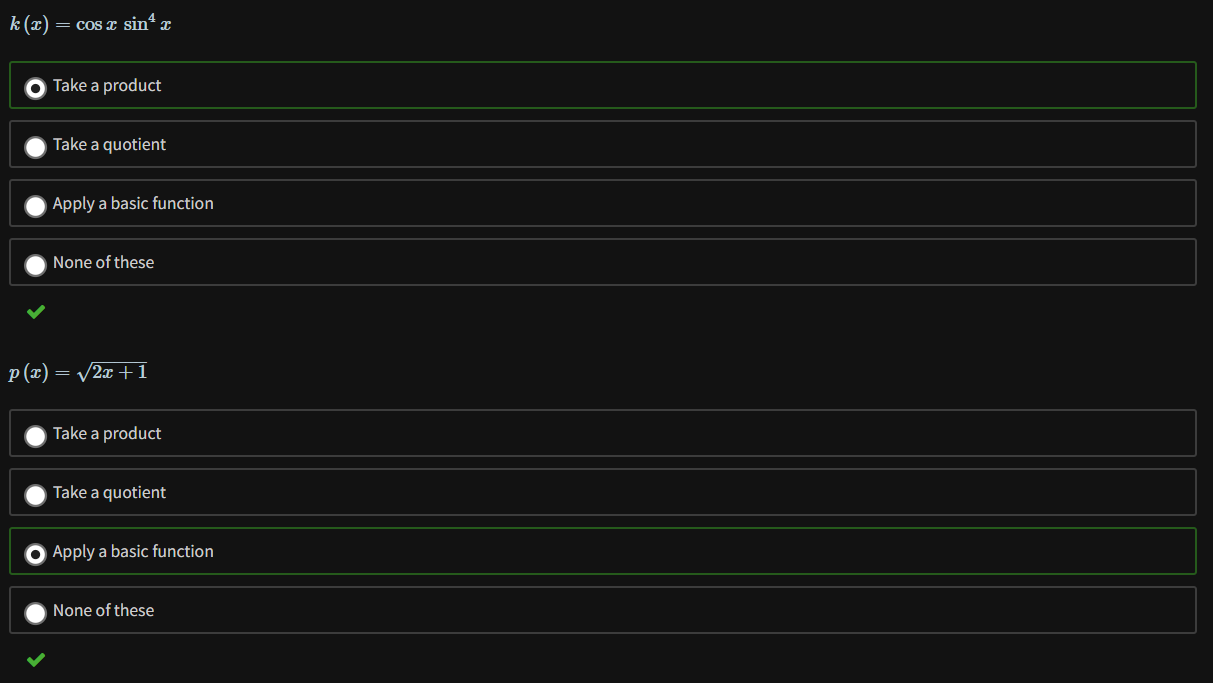 k (x) = cos x sin⁴ x
Take a product
Take a quotient
Apply a basic function
None of these
p (x) = √(2x + 1)
Take a product
Take a quotient
Apply a basic function
None of these